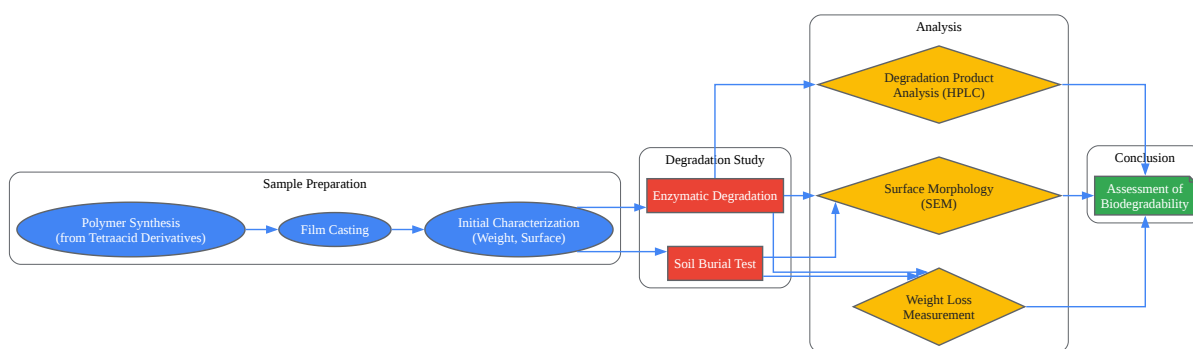 Sample Preparation
Polymer Synthesis
(from Tetraacid Derivatives)
Film Casting
Initial Characterization
(Weight, Surface)
Degradation Study
Enzymatic Degradation
Soil Burial Test
Analysis
Degradation Product
Analysis (HPLC)
Surface Morphology
(SEM)
Weight Loss
Measurement
Conclusion
Assessment of
Biodegradability